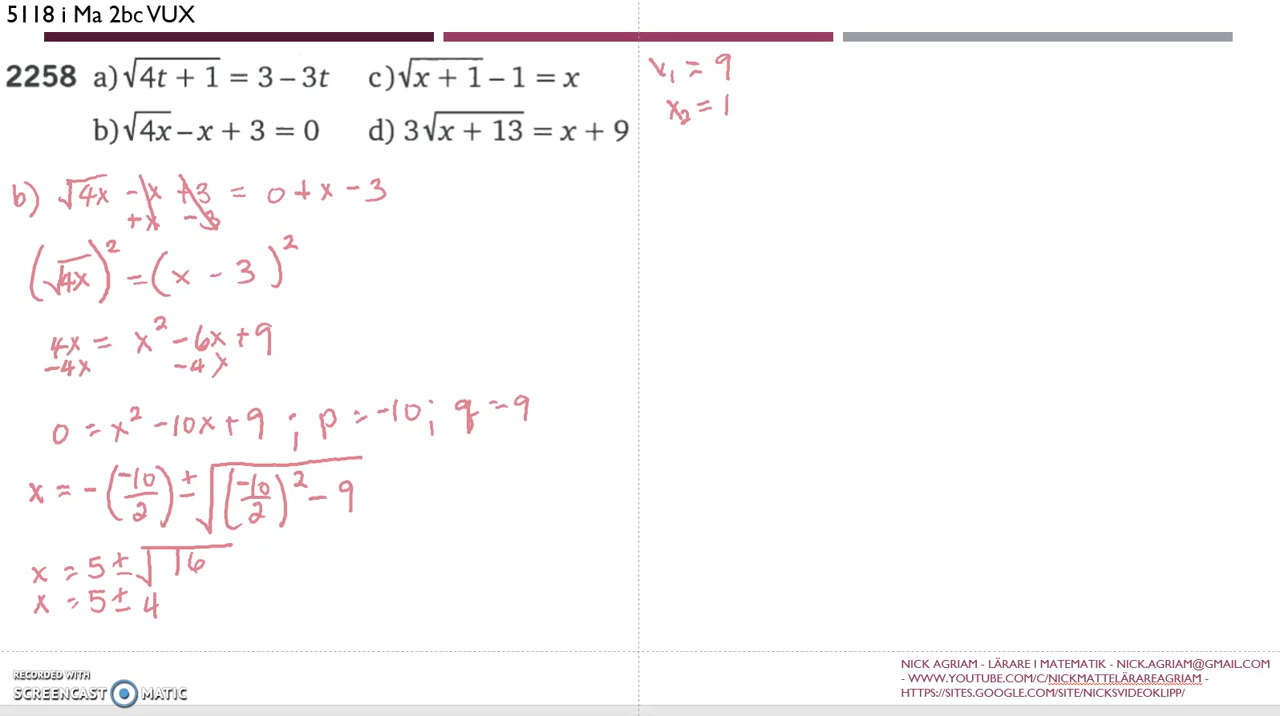 5118 i Ma 2bc VUX
2258 a) √(4t + 1) = 3 – 3t c) √(x + 1) – 1 = x
b) √(4x) – x + 3 = 0 d) 3√(x + 13) = x + 9
b) √(4x) - x + 3 = 0 + x - 3
+x - 3
(√(4x))² = (x - 3)²
4x = x² - 6x + 9
-4x -4x
0 = x² - 10x + 9 ; p = -10 ; q = 9
x = - (-10/2) ± √((-10/2)² - 9)
x = 5 ± √16
x = 5 ± 4
x₁ = 9
x₂ = 1
RECORDED WITH
SCREENCAST MATIC
NICK AGRIAM - LÄRARE I MATEMATIK - NICK.AGRIAM@GMAIL.COM
- WWW.YOUTUBE.COM/C/NICKMATTELÄRAREAGRIAM -
HTTPS://SITES.GOOGLE.COM/SITE/NICKSVIDEOKLIPP/